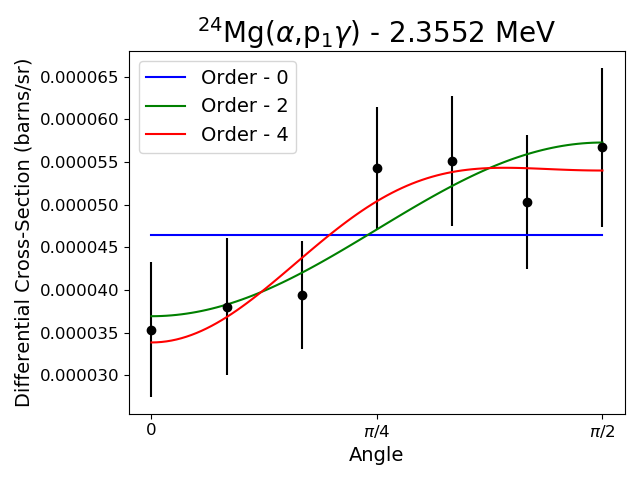 ²⁴Mg(α,p₁γ) - 2.3552 MeV
Differential Cross-Section (barns/sr)
0.000065
0.000060
0.000055
0.000050
0.000045
0.000040
0.000035
0.000030
Order - 0
Order - 2
Order - 4
0
π/4
π/2
Angle